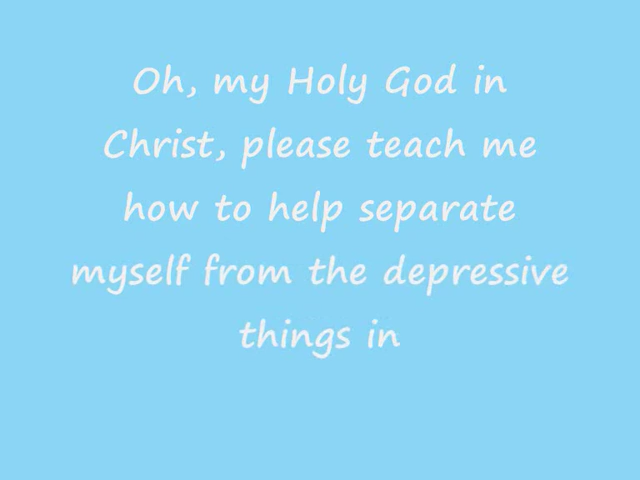 Oh, my Holy God in
Christ, please teach me
how to help separate
myself from the depressive
things in